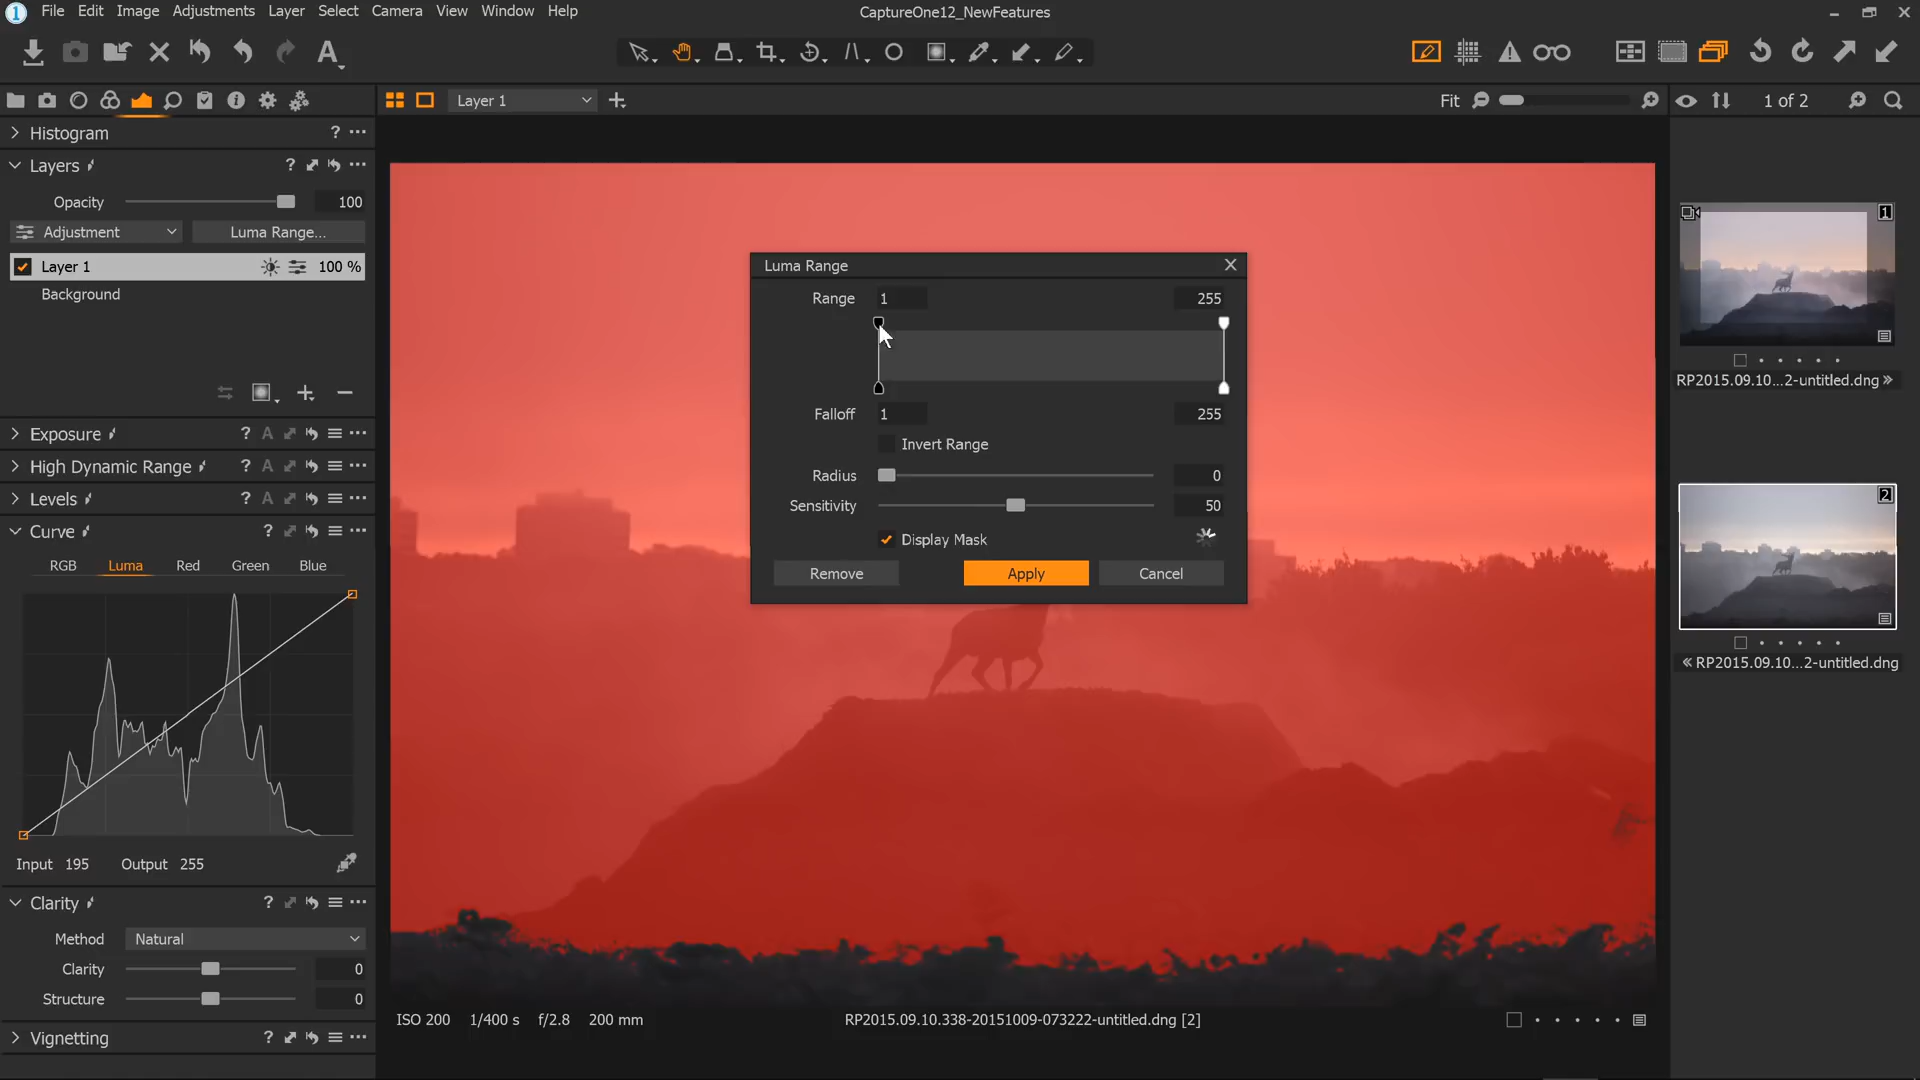 File Edit Image Adjustments Layer Select Camera View Window Help
CaptureOne12_NewFeatures
Layer 1
Fit
1 of 2
Histogram
Layers
Opacity 100
Adjustment
Luma Range...
Layer 1 100 %
Background
Exposure
High Dynamic Range
Levels
Curve
RGB Luma Red Green Blue
Input 195 Output 255
Clarity
Method Natural
Clarity 0
Structure 0
Vignetting
Luma Range
Range 1 255
Falloff 1 255
Invert Range
Radius 0
Sensitivity 50
Display Mask
Remove Apply Cancel
ISO 200 1/400 s f/2.8 200 mm
RP2015.09.10.338-20151009-073222-untitled.dng [2]
1
RP2015.09.10...2-untitled.dng »
2
« RP2015.09.10...2-untitled.dng